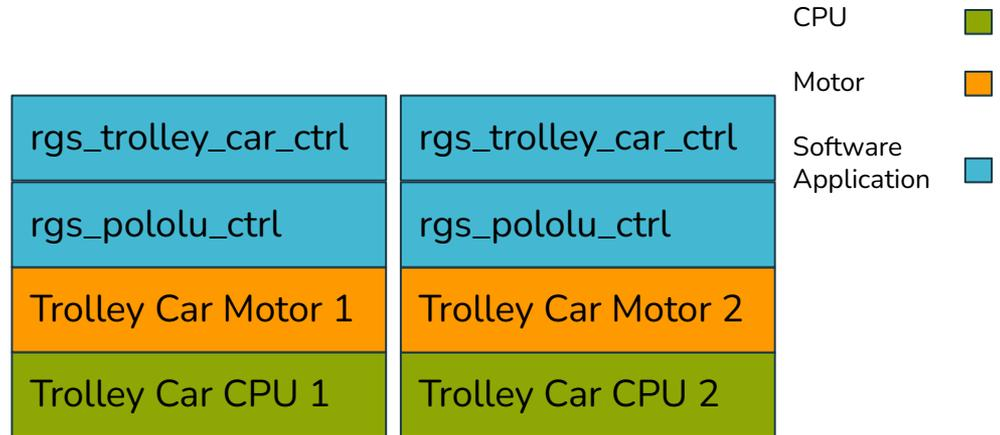 CPU
Motor
Software
Application
rgs_trolley_car_ctrl
rgs_pololu_ctrl
Trolley Car Motor 1
Trolley Car CPU 1
rgs_trolley_car_ctrl
rgs_pololu_ctrl
Trolley Car Motor 2
Trolley Car CPU 2